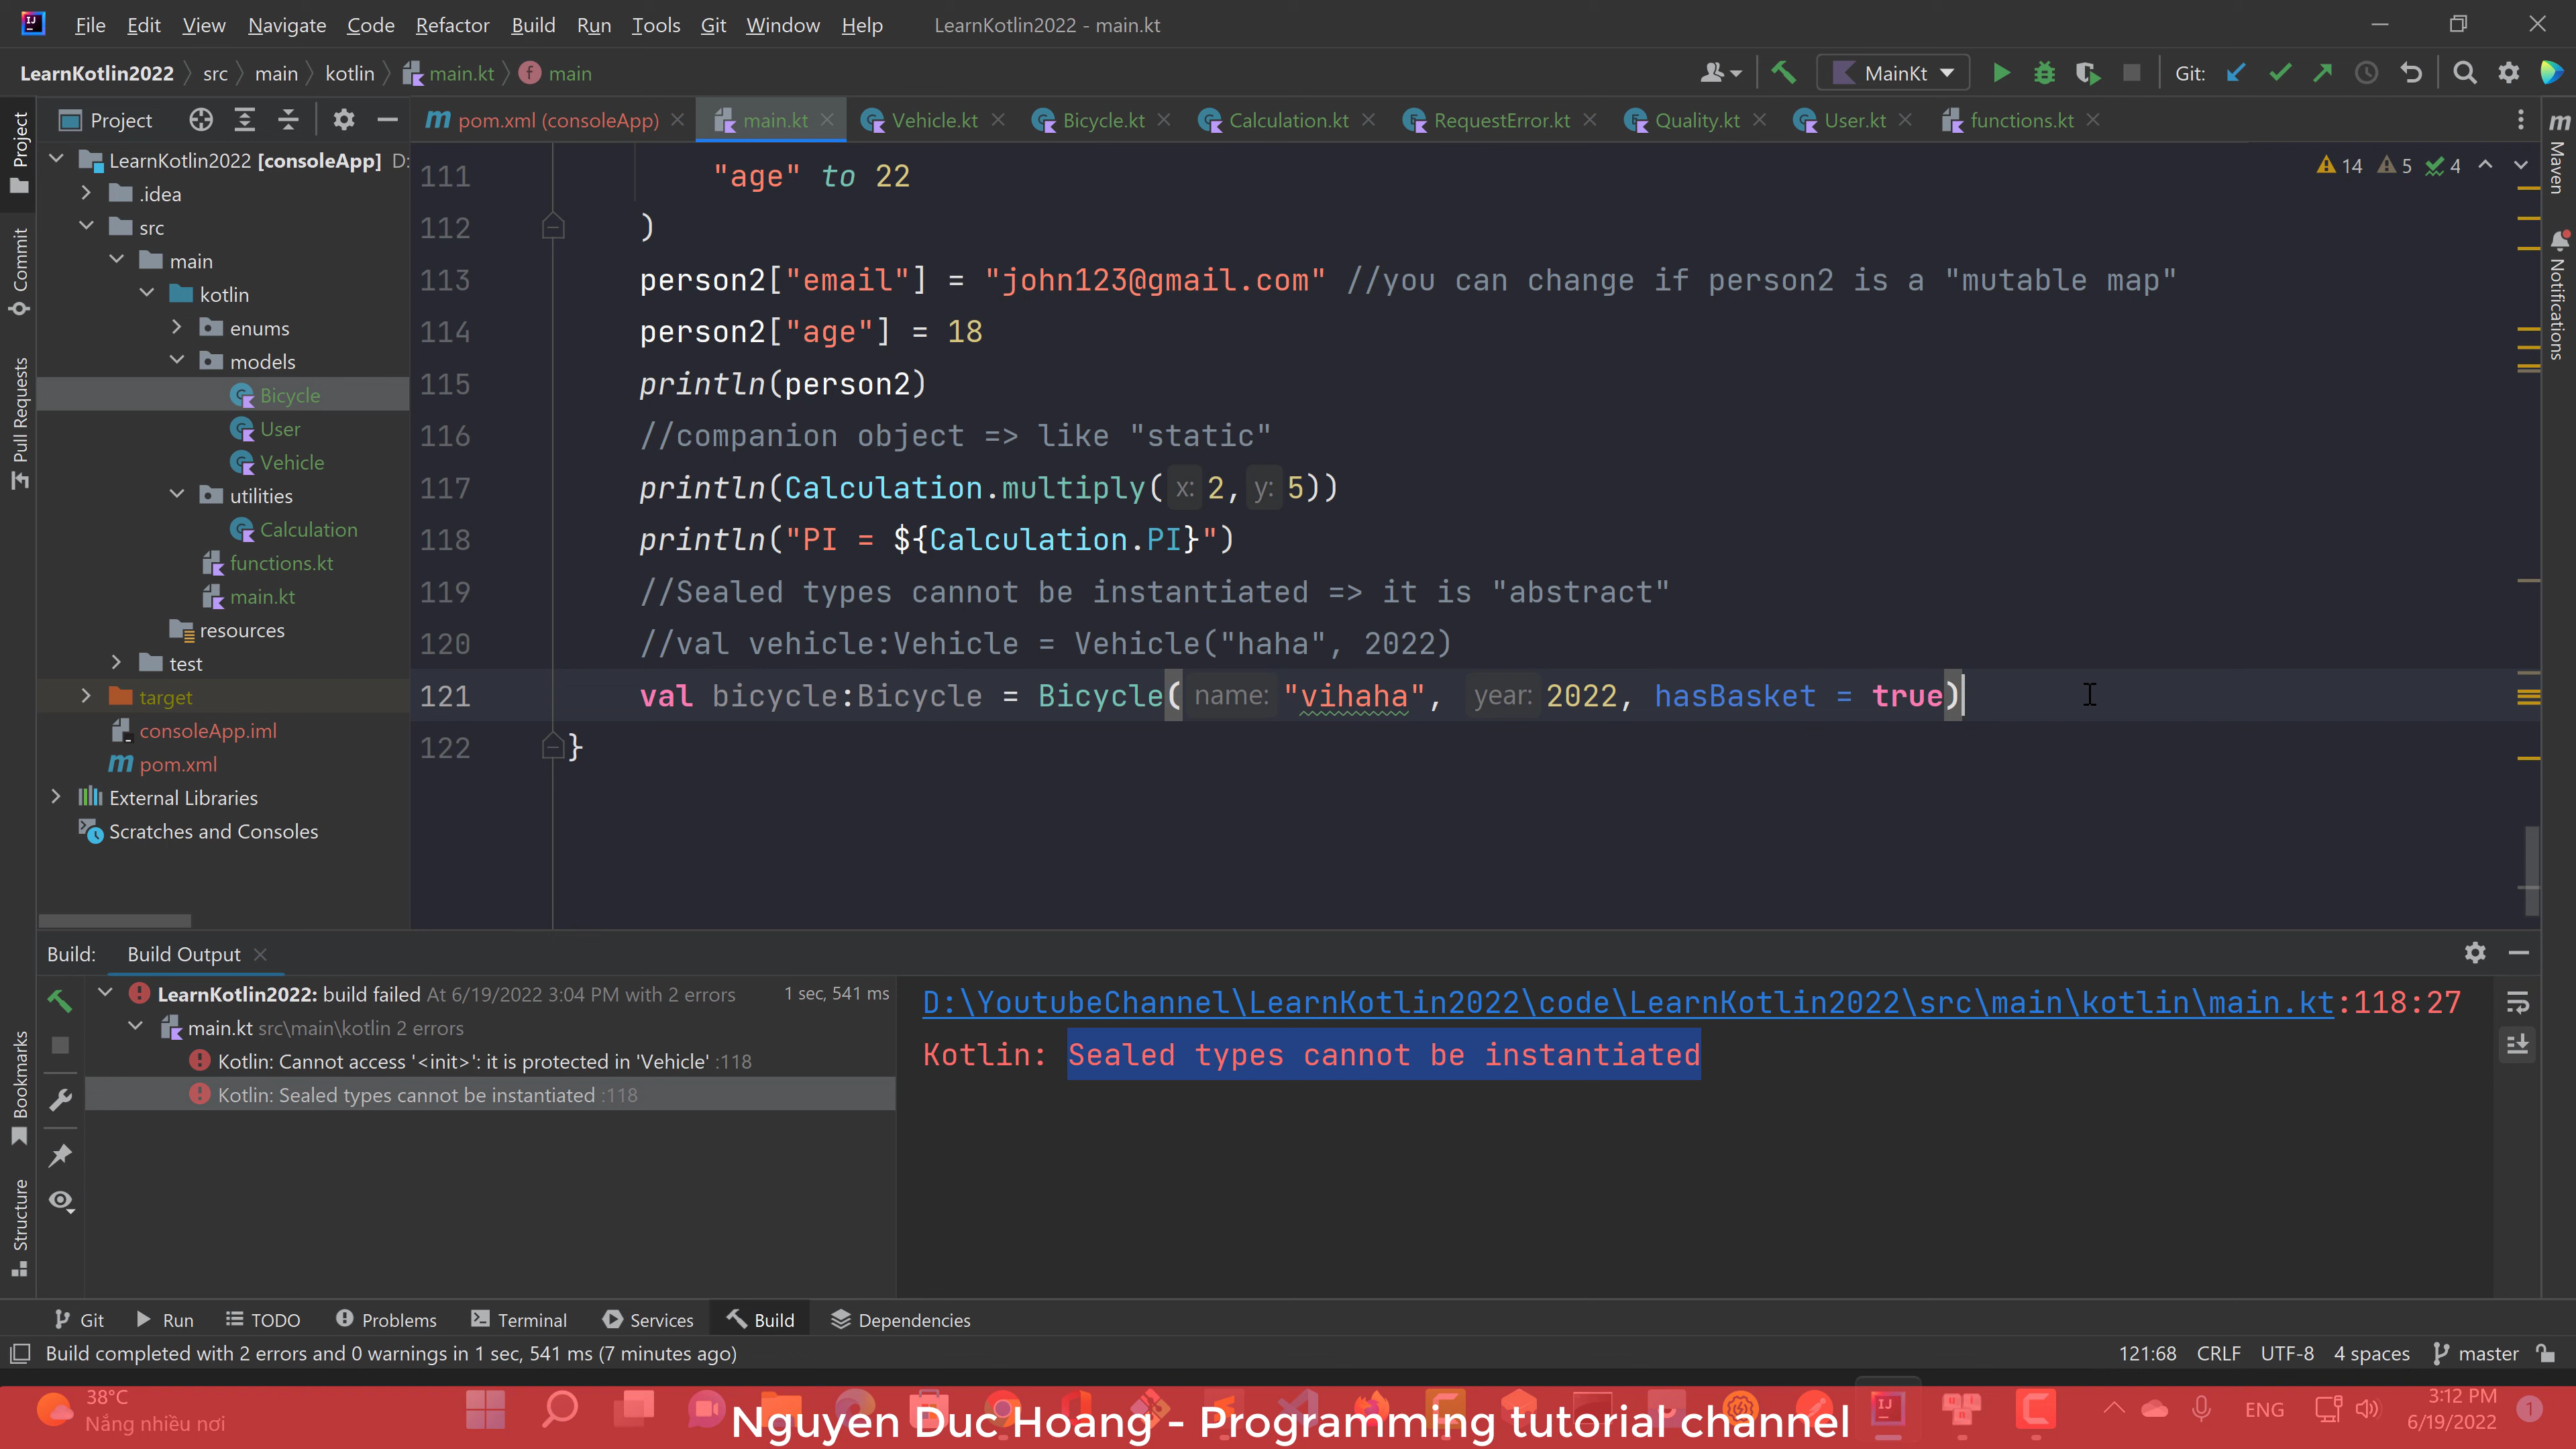 File Edit View Navigate Code Refactor Build Run Tools Git Window Help LearnKotlin2022 - main.kt
LearnKotlin2022 src main kotlin main.kt main MainKt Git:
Project
pom.xml (consoleApp) main.kt Vehicle.kt Bicycle.kt Calculation.kt RequestError.kt Quality.kt User.kt functions.kt
LearnKotlin2022 [consoleApp] D:
.idea
src
main
kotlin
enums
models
Bicycle
User
Vehicle
utilities
Calculation
functions.kt
main.kt
resources
test
target
consoleApp.iml
pom.xml
External Libraries
Scratches and Consoles
Project
Commit
Pull Requests
Bookmarks
Structure
Maven
Notifications
14 5 4
111 "age" to 22
112 )
113 person2["email"] = "john123@gmail.com" //you can change if person2 is a "mutable map"
114 person2["age"] = 18
115 println(person2)
116 //companion object => like "static"
117 println(Calculation.multiply( x: 2, y: 5))
118 println("PI = ${Calculation.PI}")
119 //Sealed types cannot be instantiated => it is "abstract"
120 //val vehicle:Vehicle = Vehicle("haha", 2022)
121 val bicycle:Bicycle = Bicycle( name: "vihaha", year: 2022, hasBasket = true)
122 }
Build: Build Output
LearnKotlin2022: build failed At 6/19/2022 3:04 PM with 2 errors 1 sec, 541 ms
main.kt src\main\kotlin 2 errors
Kotlin: Cannot access '<init>': it is protected in 'Vehicle' :118
Kotlin: Sealed types cannot be instantiated :118
D:\YoutubeChannel\LearnKotlin2022\code\LearnKotlin2022\src\main\kotlin\main.kt:118:27
Kotlin: Sealed types cannot be instantiated
Git Run TODO Problems Terminal Services Build Dependencies
Build completed with 2 errors and 0 warnings in 1 sec, 541 ms (7 minutes ago) 121:68 CRLF UTF-8 4 spaces master
38°C
Nắng nhiều nơi
Nguyen Duc Hoang - Programming tutorial channel
ENG
3:12 PM
6/19/2022
1